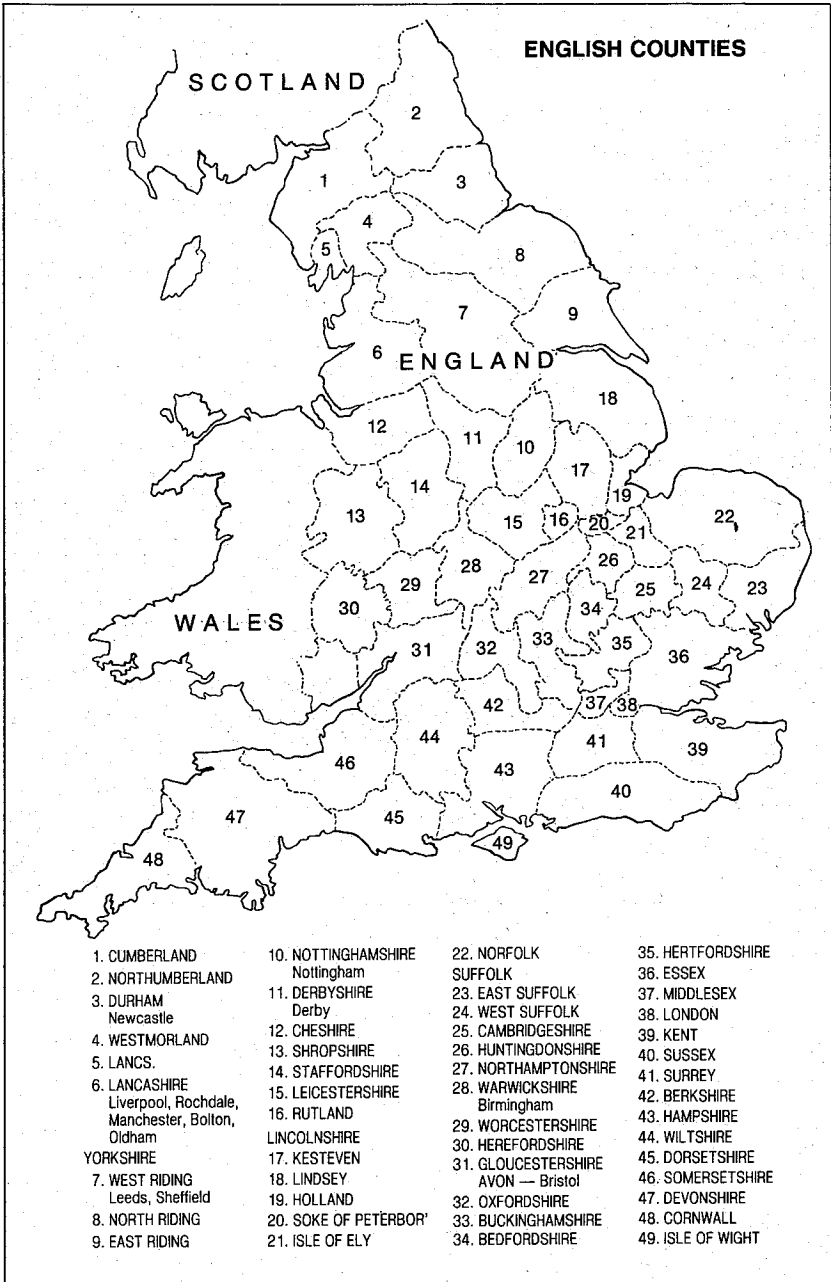 ENGLISH COUNTIES
SCOTLAND
2
1
3
4
5
8
7
9
6
ENGLAND
18
12
11
10
17
14
19
13
15
16
20
21
22
28
26
29
27
25
24
23
30
34
WALES
31
32
33
35
36
42
37
38
44
41
39
46
43
40
47
45
48
49
1. CUMBERLAND
2. NORTHUMBERLAND
3. DURHAM
Newcastle
4. WESTMORLAND
5. LANCS.
6. LANCASHIRE
Liverpool, Rochdale,
Manchester, Bolton,
Oldham
YORKSHIRE
7. WEST RIDING
Leeds, Sheffield
8. NORTH RIDING
9. EAST RIDING
10. NOTTINGHAMSHIRE
Nottingham
11. DERBYSHIRE
Derby
12. CHESHIRE
13. SHROPSHIRE
14. STAFFORDSHIRE
15. LEICESTERSHIRE
16. RUTLAND
LINCOLNSHIRE
17. KESTEVEN
18. LINDSEY
19. HOLLAND
20. SOKE OF PETERBOR'
21. ISLE OF ELY
22. NORFOLK
SUFFOLK
23. EAST SUFFOLK
24. WEST SUFFOLK
25. CAMBRIDGESHIRE
26. HUNTINGDONSHIRE
27. NORTHAMPTONSHIRE
28. WARWICKSHIRE
Birmingham
29. WORCESTERSHIRE
30. HEREFORDSHIRE
31. GLOUCESTERSHIRE
AVON — Bristol
32. OXFORDSHIRE
33. BUCKINGHAMSHIRE
34. BEDFORDSHIRE
35. HERTFORDSHIRE
36. ESSEX
37. MIDDLESEX
38. LONDON
39. KENT
40. SUSSEX
41. SURREY
42. BERKSHIRE
43. HAMPSHIRE
44. WILTSHIRE
45. DORSETSHIRE
46. SOMERSETSHIRE
47. DEVONSHIRE
48. CORNWALL
49. ISLE OF WIGHT